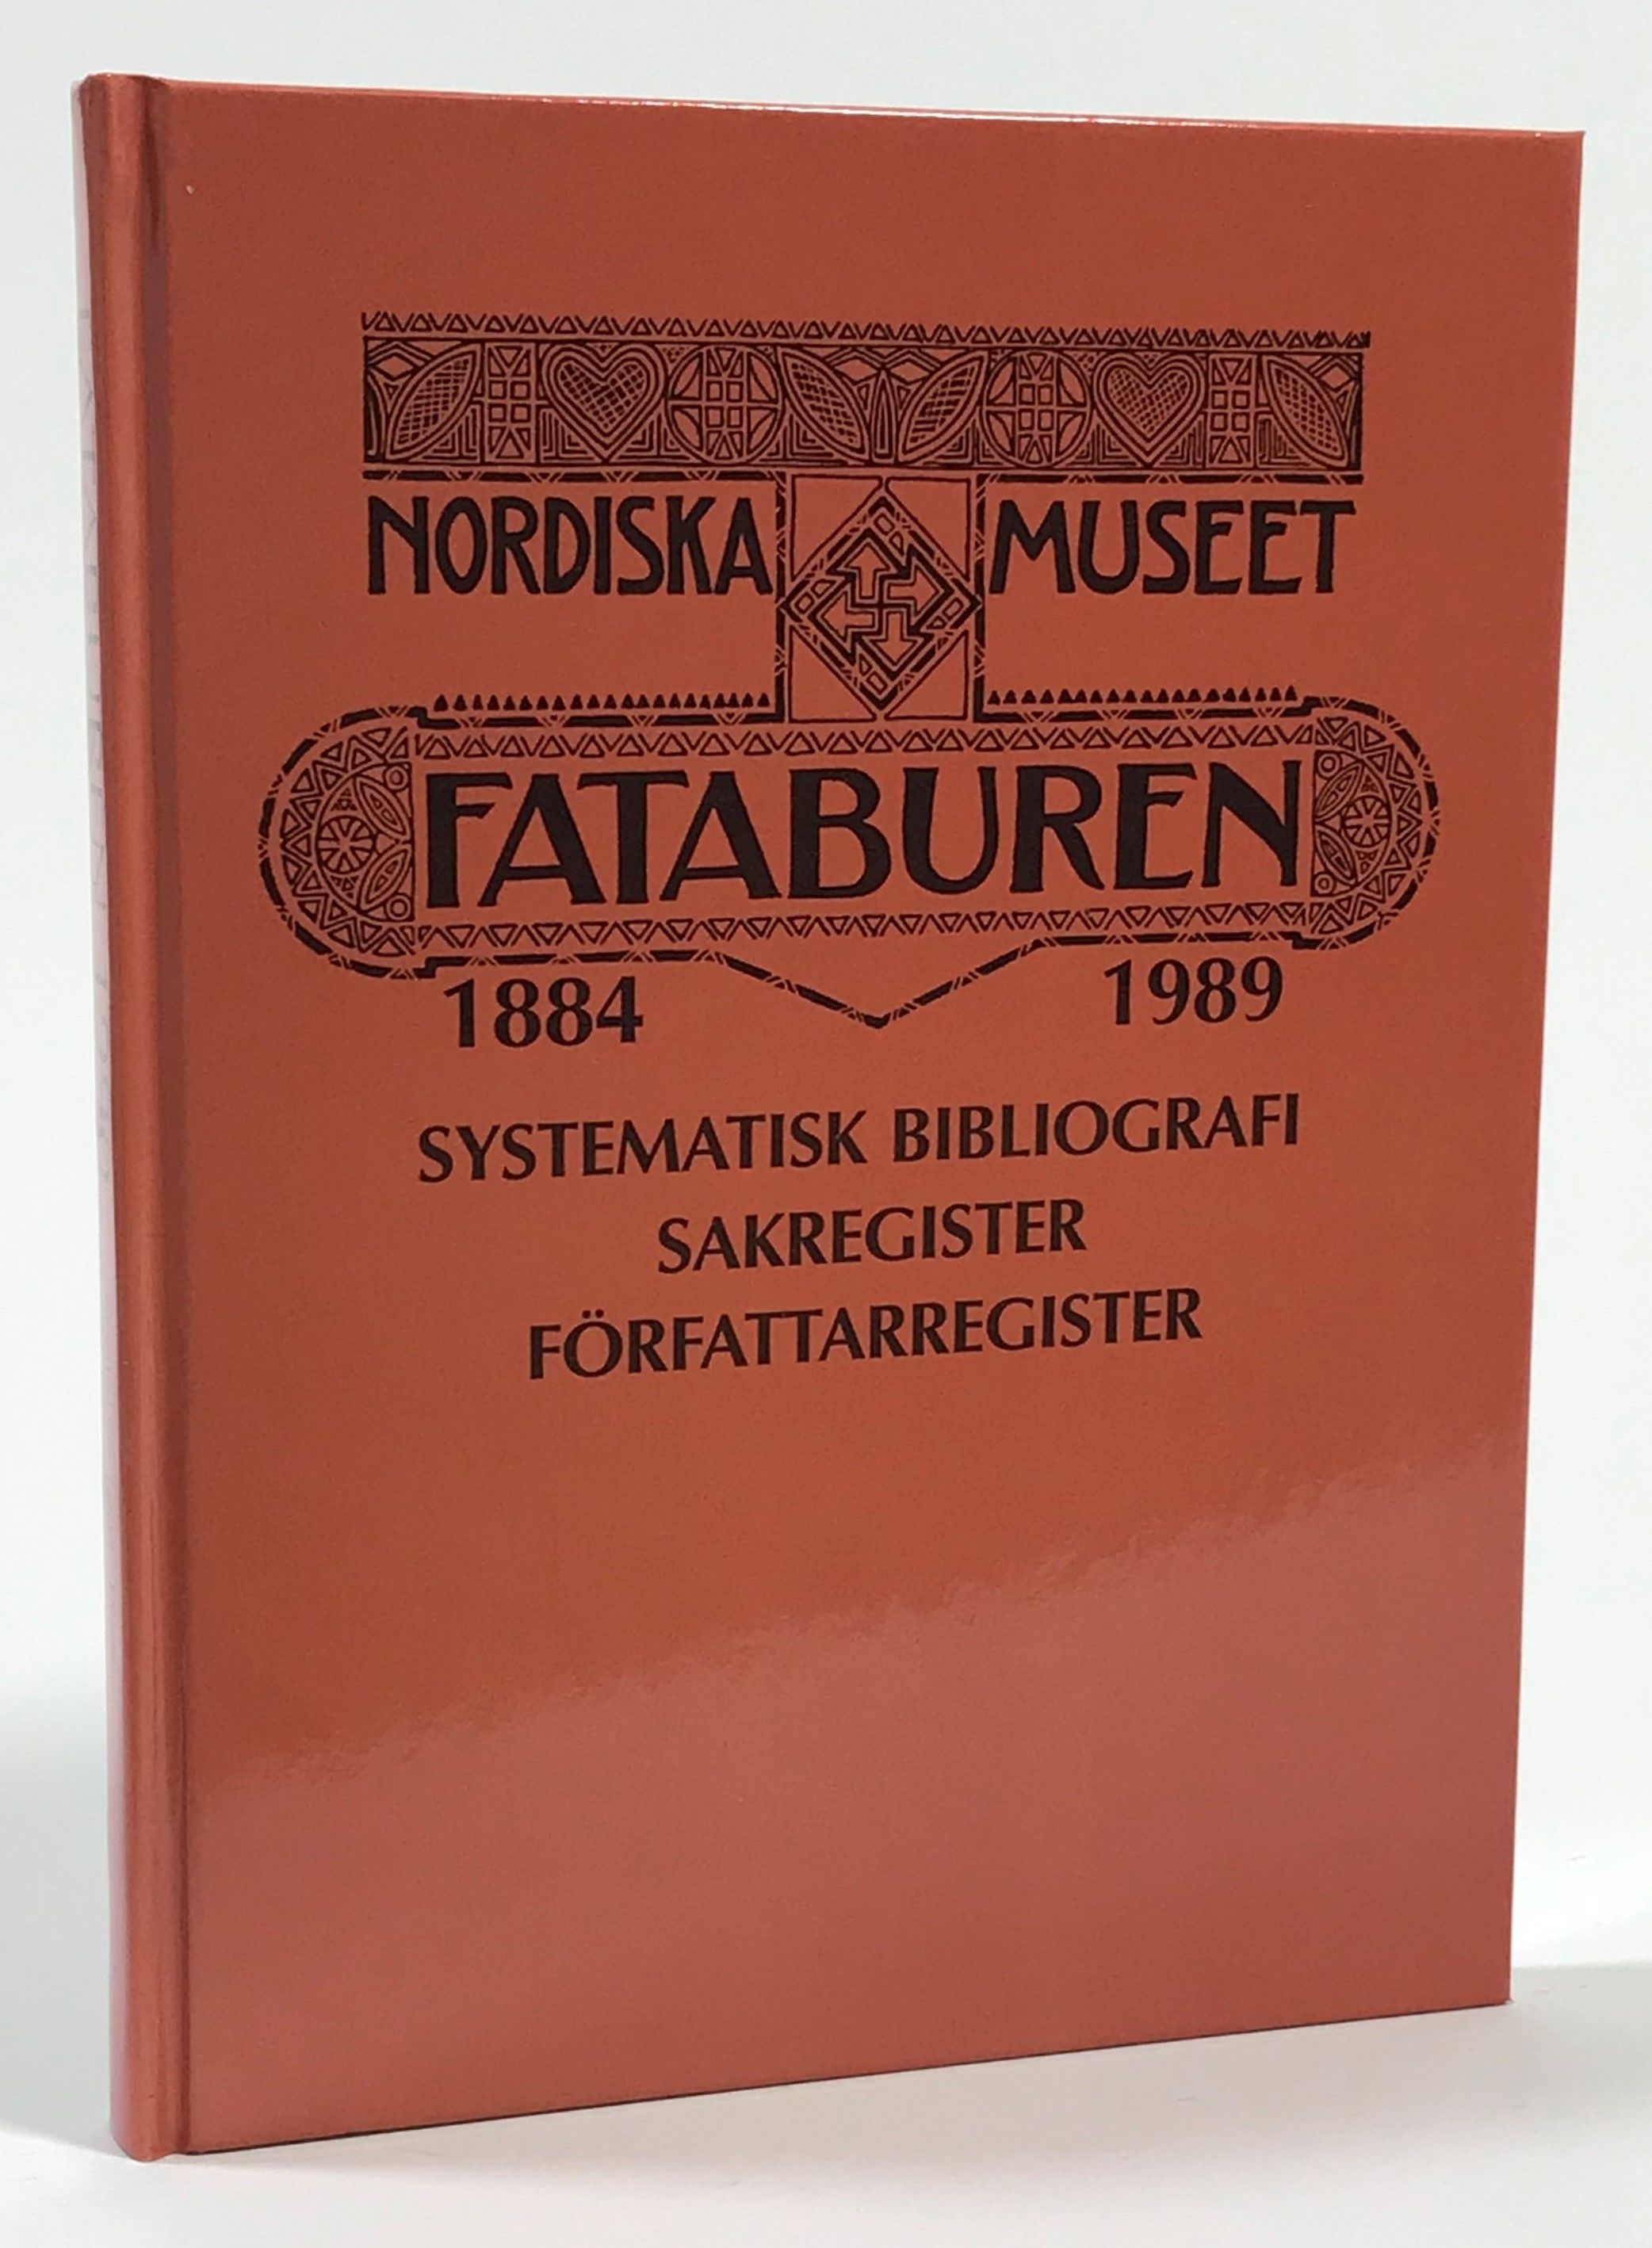 NORDISKA MUSEET
FATABUREN
1884 1989
SYSTEMATISK BIBLIOGRAFI
SAKREGISTER
FÖRFATTARREGISTER